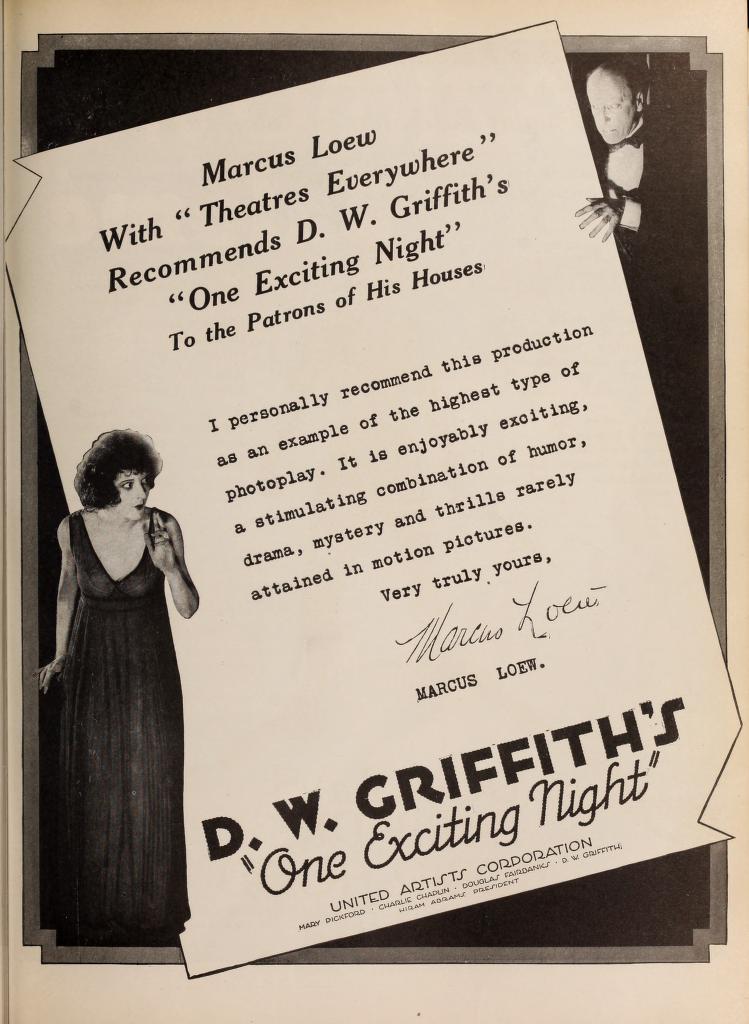 Marcus Loew
With “Theatres Everywhere”
Recommends D. W. Griffith's
“One Exciting Night”
To the Patrons of His Houses
I personally recommend this production
as an example of the highest type of
photoplay. It is enjoyably exciting,
a stimulating combination of humor,
drama, mystery and thrills rarely
attained in motion pictures.
Very truly yours,
Marcus Loew
MARCUS LOEW.
D. W. GRIFFITH'S
"One Exciting Night"
UNITED ARTISTS CORPORATION
MARY PICKFORD · CHARLIE CHAPLIN · DOUGLAS FAIRBANKS · D. W. GRIFFITH
HIRAM ABRAMS PRESIDENT